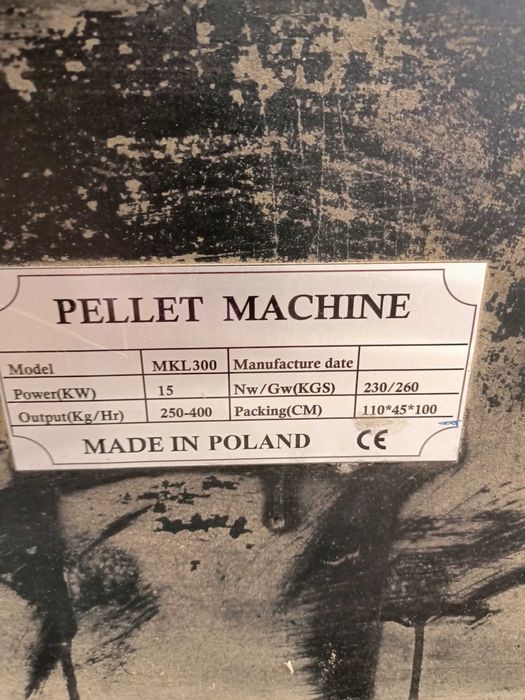 PELLET MACHINE
Model MKL300 Manufacture date
Power(KW) 15 Nw/Gw(KGS) 230/260
Output(Kg/Hr) 250-400 Packing(CM) 110*45*100
MADE IN POLAND CE